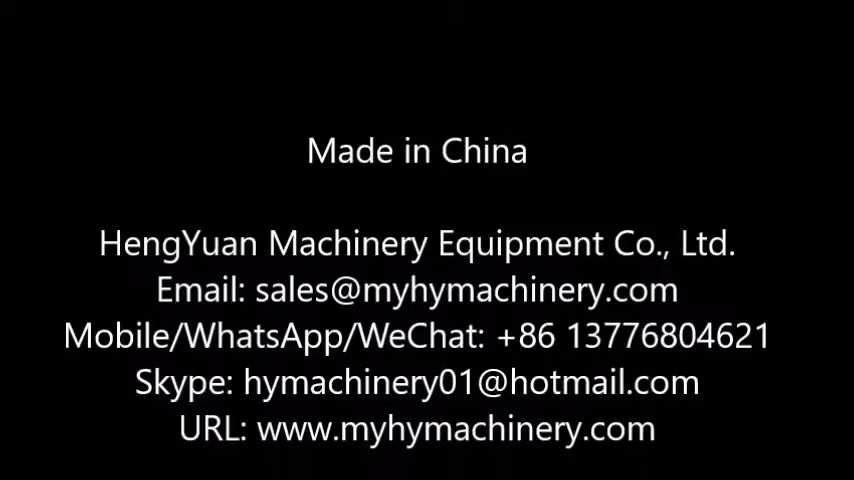 Made in China
HengYuan Machinery Equipment Co., Ltd.
Email: sales@myhymachinery.com
Mobile/WhatsApp/WeChat: +86 13776804621
Skype: hymachinery01@hotmail.com
URL: www.myhymachinery.com